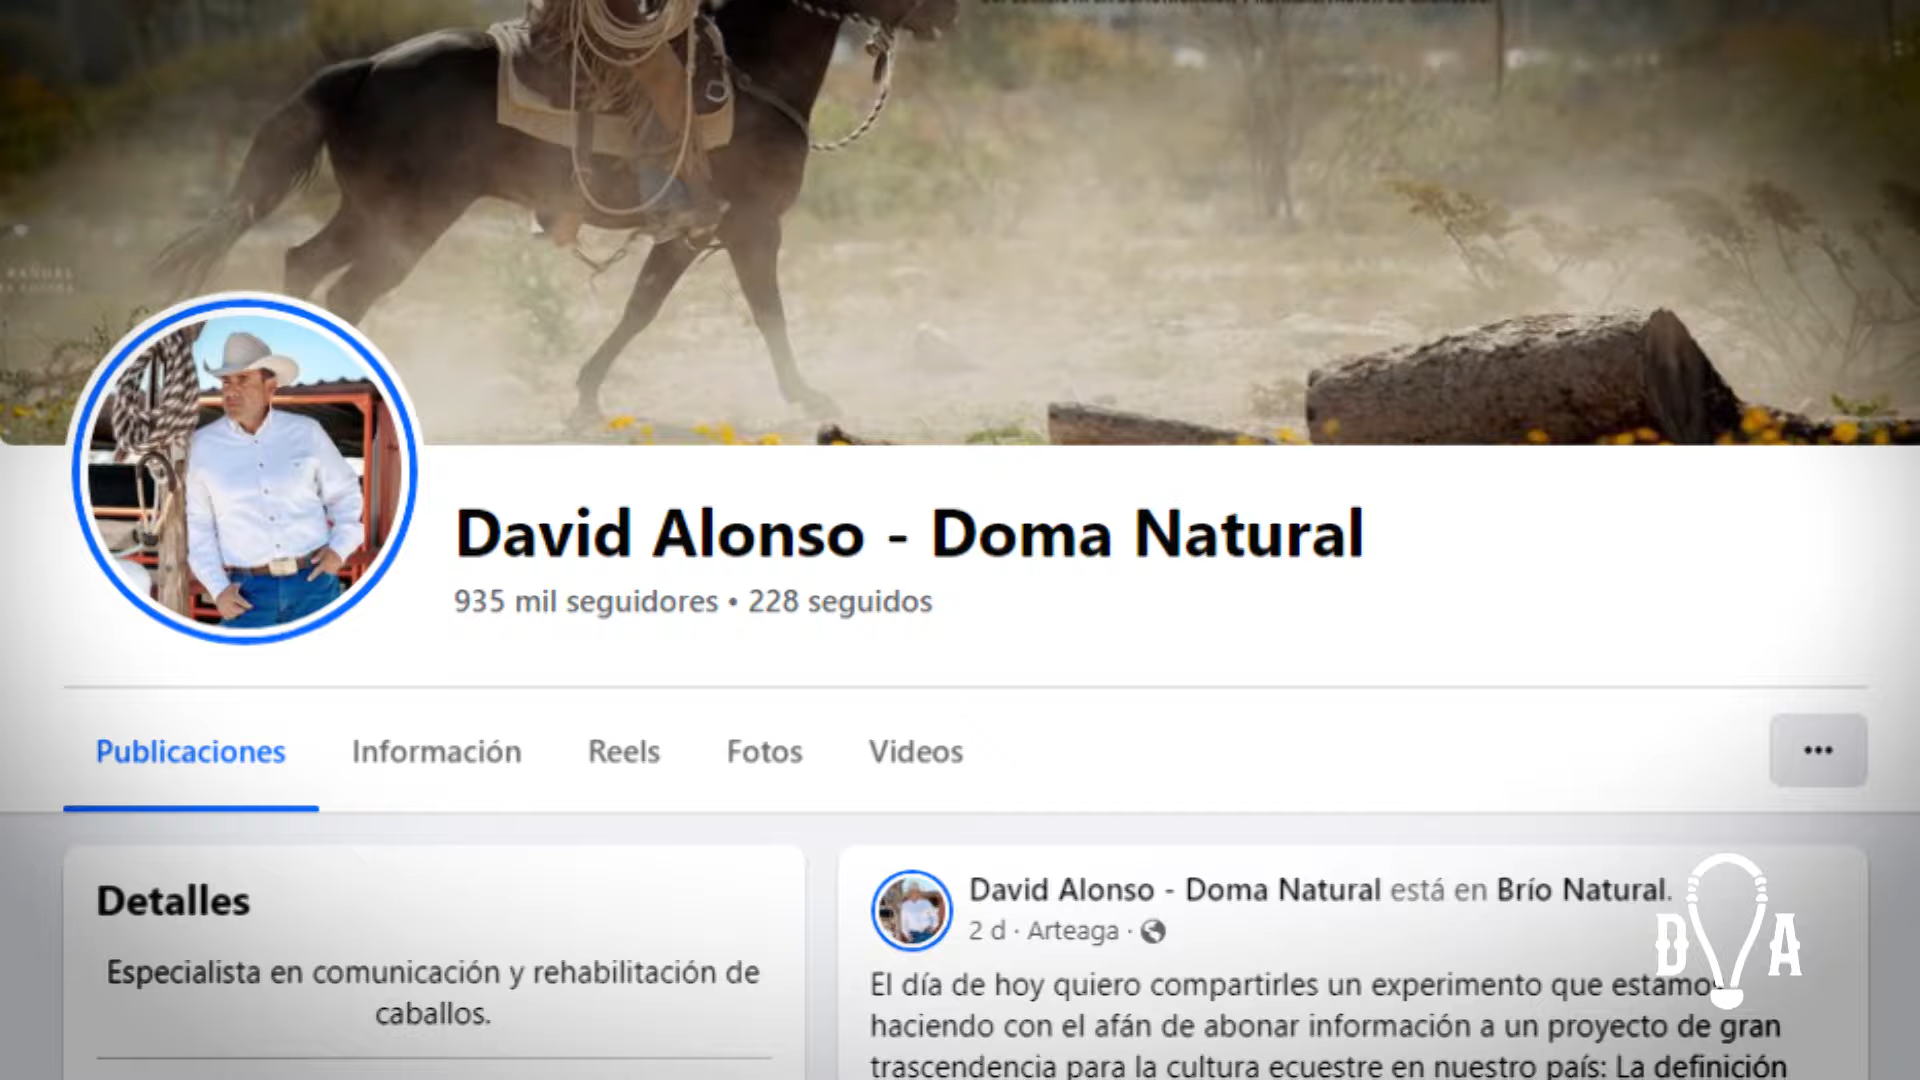 David Alonso - Doma Natural
935 mil seguidores • 228 seguidos
Publicaciones
Información
Reels
Fotos
Videos
Detalles
Especialista en comunicación y rehabilitación de
caballos.
David Alonso - Doma Natural está en Brío Natural.
2 d · Arteaga ·
El día de hoy quiero compartirles un experimento que estamos
haciendo con el afán de abonar información a un proyecto de gran
trascendencia para la cultura ecuestre en nuestro país: La definición
D A